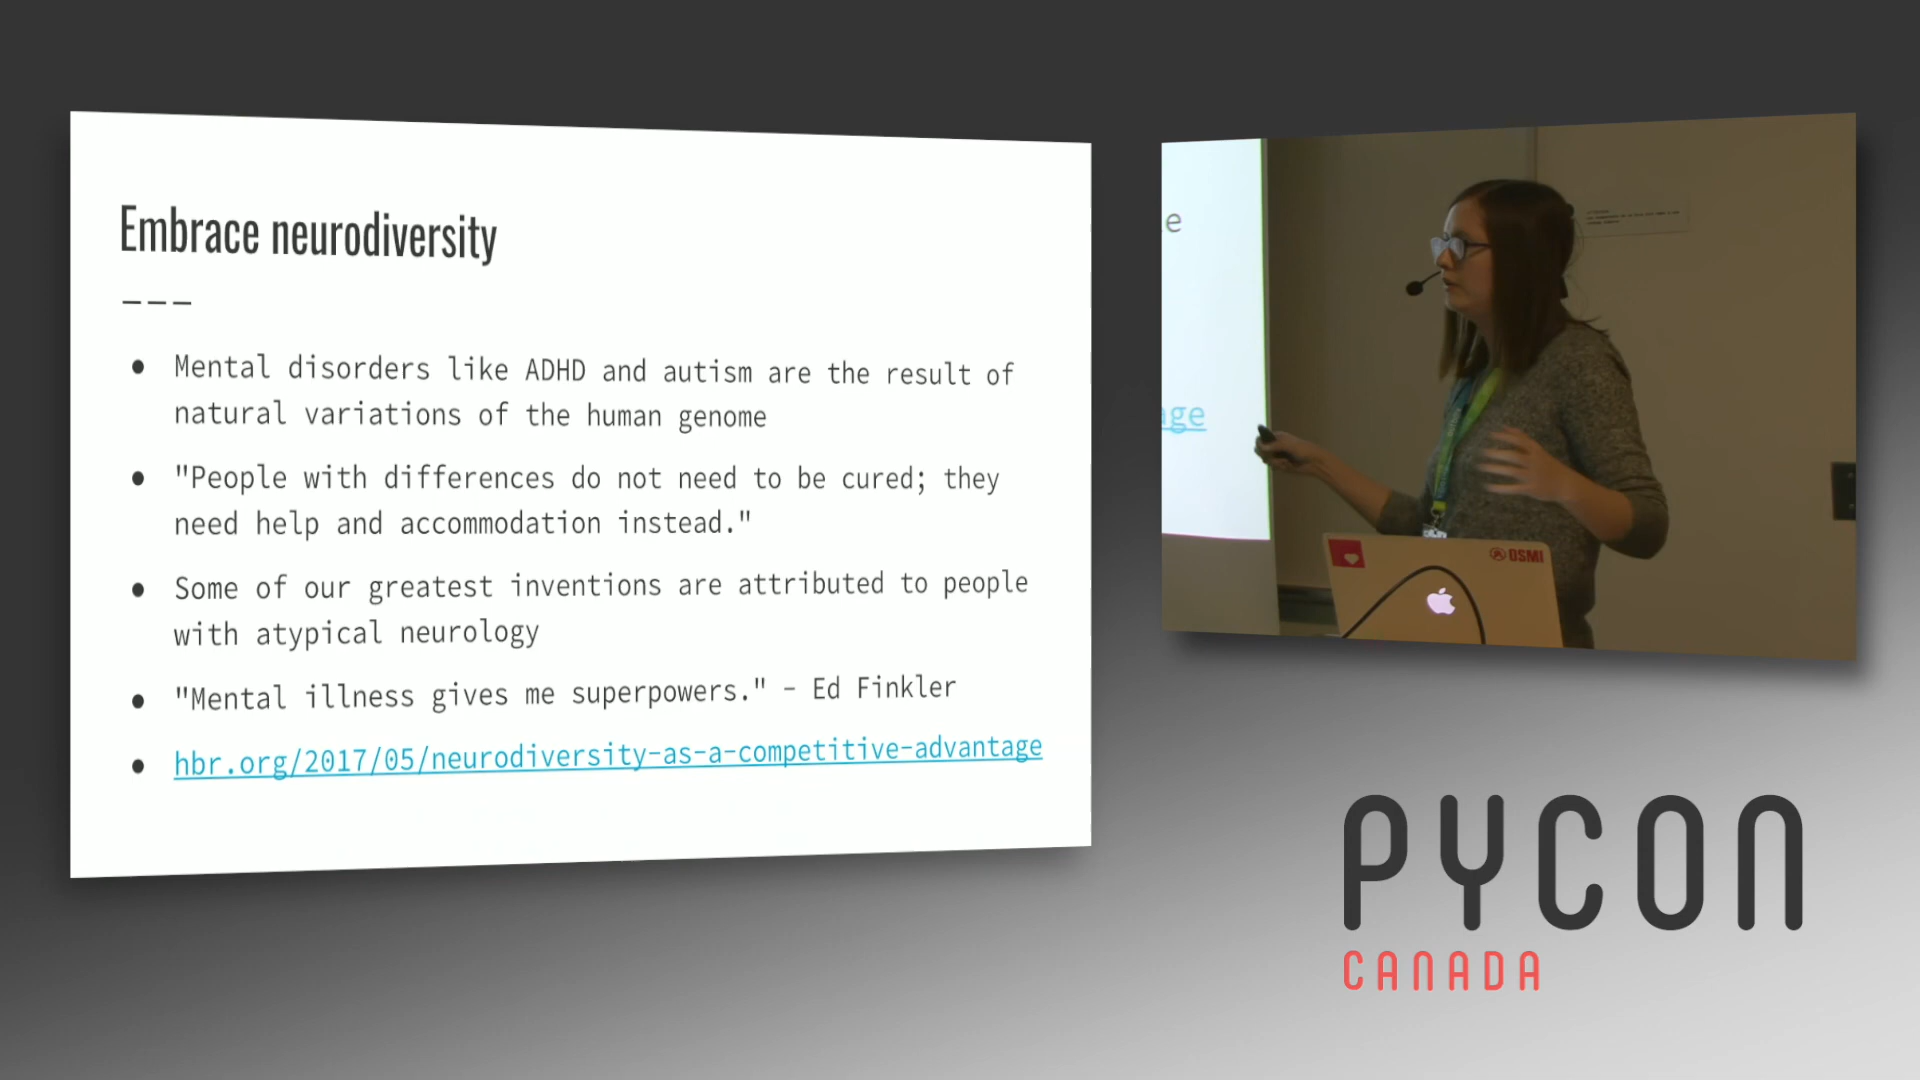 Embrace neurodiversity
---
● Mental disorders like ADHD and autism are the result of
natural variations of the human genome
● "People with differences do not need to be cured; they
need help and accommodation instead."
● Some of our greatest inventions are attributed to people
with atypical neurology
● "Mental illness gives me superpowers." - Ed Finkler
● hbr.org/2017/05/neurodiversity-as-a-competitive-advantage
e
age
OSMI
PYCON
CANADA